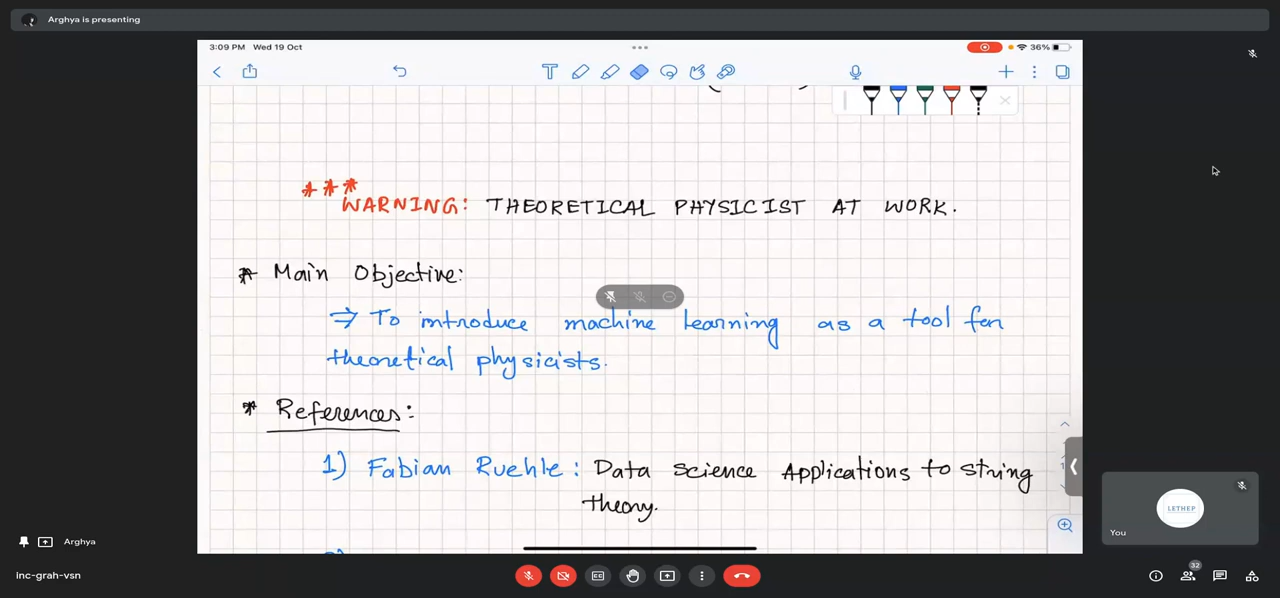 Arghya is presenting
3:09 PM Wed 19 Oct
36%
*** WARNING: THEORETICAL PHYSICIST AT WORK.
* Main Objective:
⇒ To introduce machine learning as a tool for
theoretical physicists.
* References:
1) Fabian Ruehle: Data science Applications to string
theory.
LETHEP
You
Arghya
inc-grah-vsn
32